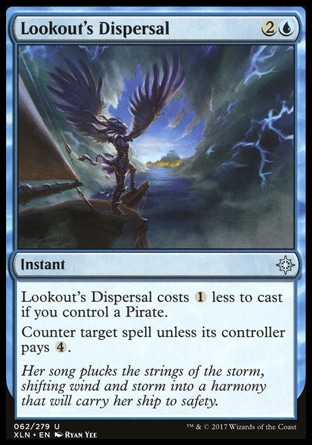 Lookout's Dispersal 2
Instant
Lookout's Dispersal costs 1 less to cast
if you control a Pirate.
Counter target spell unless its controller
pays 4.
Her song plucks the strings of the storm,
shifting wind and storm into a harmony
that will carry her ship to safety.
062/279 U
XLN • EN Ryan Yee
™ & © 2017 Wizards of the Coast